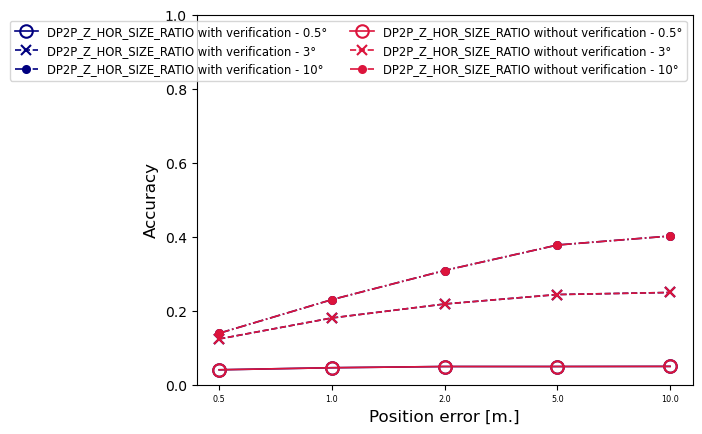 1.0
DP2P_Z_HOR_SIZE_RATIO with verification - 0.5° DP2P_Z_HOR_SIZE_RATIO without verification - 0.5°
DP2P_Z_HOR_SIZE_RATIO with verification - 3° DP2P_Z_HOR_SIZE_RATIO without verification - 3°
DP2P_Z_HOR_SIZE_RATIO with verification - 10° DP2P_Z_HOR_SIZE_RATIO without verification - 10°
0.8
0.6
0.4
0.2
0.0
Accuracy
0.5 1.0 2.0 5.0 10.0
Position error [m.]